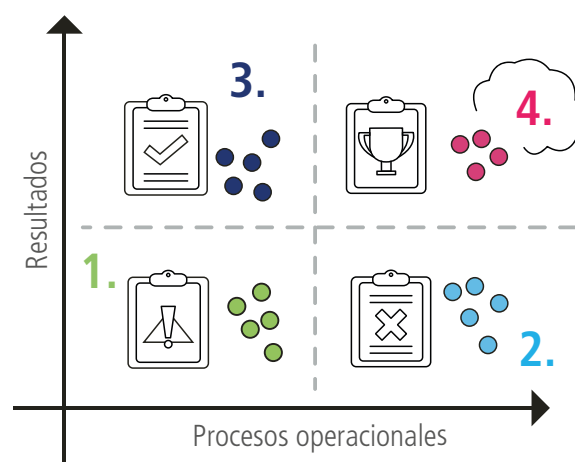 3.
4.
Resultados
1.
2.
Procesos operacionales